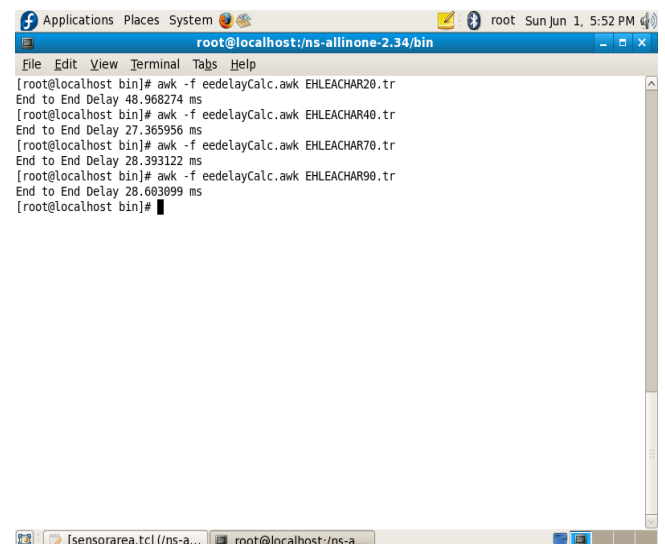 Applications Places System root Sun Jun 1, 5:52 PM
root@localhost:/ns-allinone-2.34/bin
File Edit View Terminal Tabs Help
[root@localhost bin]# awk -f eedelayCalc.awk EHLEACHAR20.tr
End to End Delay 48.968274 ms
[root@localhost bin]# awk -f eedelayCalc.awk EHLEACHAR40.tr
End to End Delay 27.365956 ms
[root@localhost bin]# awk -f eedelayCalc.awk EHLEACHAR70.tr
End to End Delay 28.393122 ms
[root@localhost bin]# awk -f eedelayCalc.awk EHLEACHAR90.tr
End to End Delay 28.603099 ms
[root@localhost bin]#
[sensorarea.tcl (/ns-a... root@localhost:/ns-a...